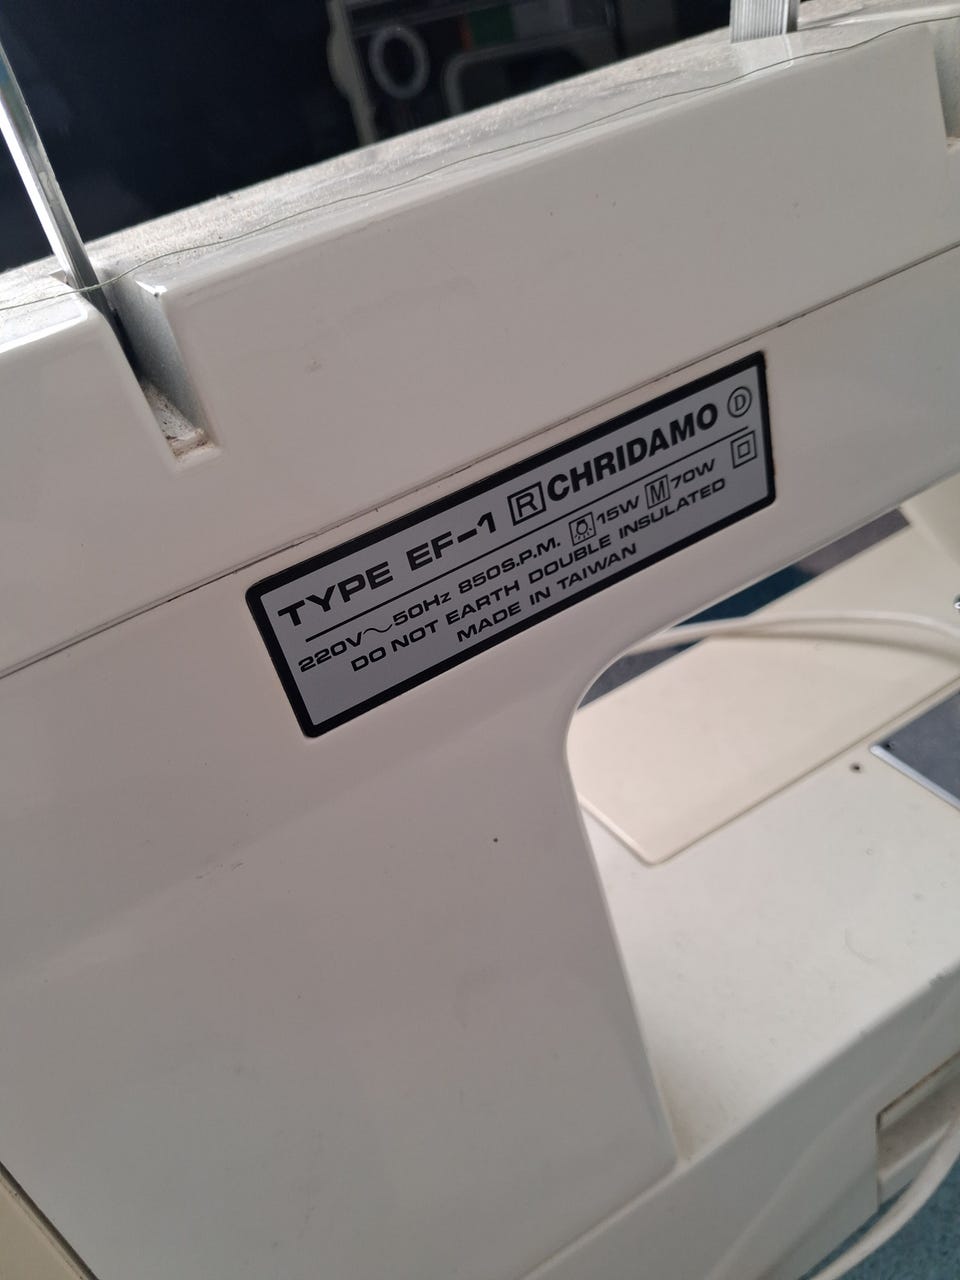 TYPE EF-1 R CHRIDAMO D
220V~50Hz 850S.P.M. 15W M 70W
DO NOT EARTH DOUBLE INSULATED
MADE IN TAIWAN